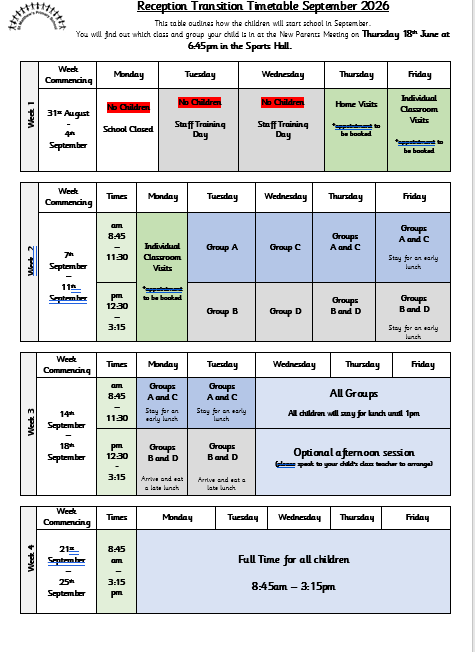 Reception Transition Timetable September 2026
This table outlines how the children will start school in September.
You will find out which class and group your child is in at the New Parents Meeting on Thursday 18th June at
6:45pm in the Sports Hall.
Week 1
Week
Commencing
Monday
Tuesday
Wednesday
Thursday
Friday
31st August
-
4th
September
No Children
School Closed
No Children
Staff Training
Day
No Children
Staff Training
Day
Home Visits
*appointment to
be booked
Individual
Classroom
Visits
*appointment to
be booked
Week 2
Week
Commencing
Times
Monday
Tuesday
Wednesday
Thursday
Friday
7th
September
–
11th
September
am
8:45
–
11:30
Individual
Classroom
Visits
*appointment
to be booked
Group A
Group C
Groups
A and C
Groups
A and C
Stay for an early
lunch
pm
12:30
–
3:15
Group B
Group D
Groups
B and D
Groups
B and D
Stay for an early
lunch
Week 3
Week
Commencing
Times
Monday
Tuesday
Wednesday
Thursday
Friday
14th
September
–
18th
September
am
8:45
–
11:30
Groups
A and C
Stay for an
early lunch
Groups
A and C
Stay for an early
lunch
All Groups
All children will stay for lunch until 1pm
pm
12:30
-
3:15
Groups
B and D
Arrive and eat
a late lunch
Groups
B and D
Arrive and eat a
late lunch
Optional afternoon session
(please speak to your child's class teacher to arrange)
Week 4
Week
Commencing
Times
Monday
Tuesday
Wednesday
Thursday
Friday
21st
September
–
25th
September
8:45
am
–
3:15
pm
Full Time for all children
8:45am – 3:15pm